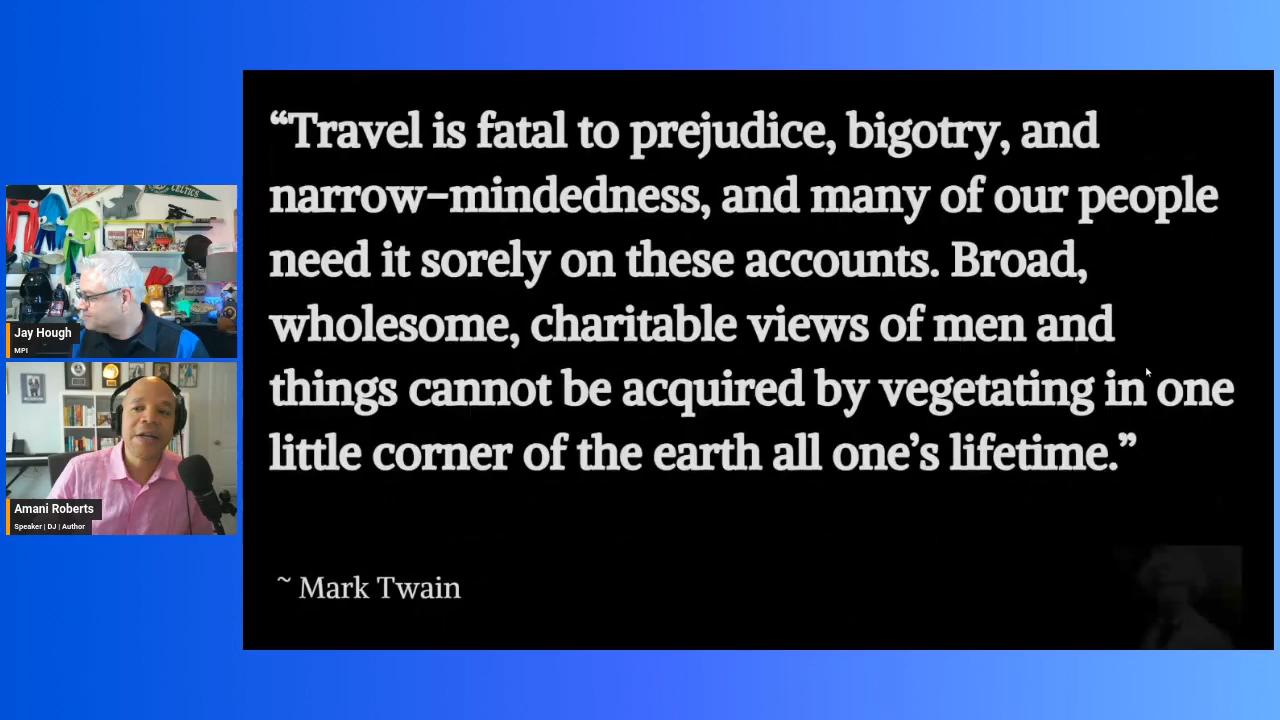 CELTICS
Jay Hough
MPI
Amani Roberts
Speaker | DJ | Author
“Travel is fatal to prejudice, bigotry, and
narrow-mindedness, and many of our people
need it sorely on these accounts. Broad,
wholesome, charitable views of men and
things cannot be acquired by vegetating in one
little corner of the earth all one’s lifetime.”
~ Mark Twain